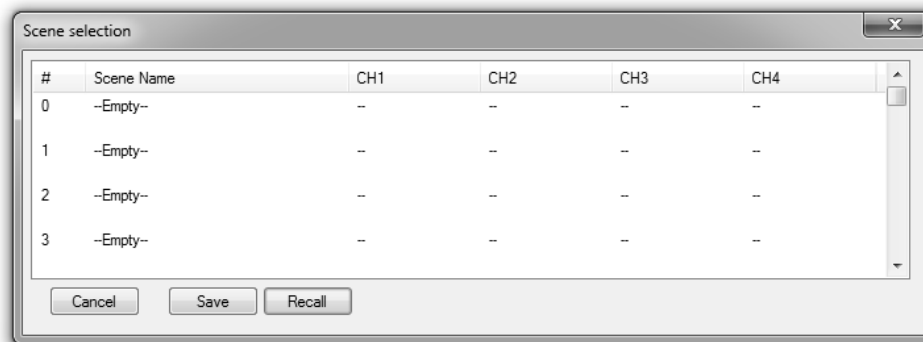 Scene selection
# Scene Name CH1 CH2 CH3 CH4
0 --Empty-- -- -- -- --
1 --Empty-- -- -- -- --
2 --Empty-- -- -- -- --
3 --Empty-- -- -- -- --
Cancel Save Recall